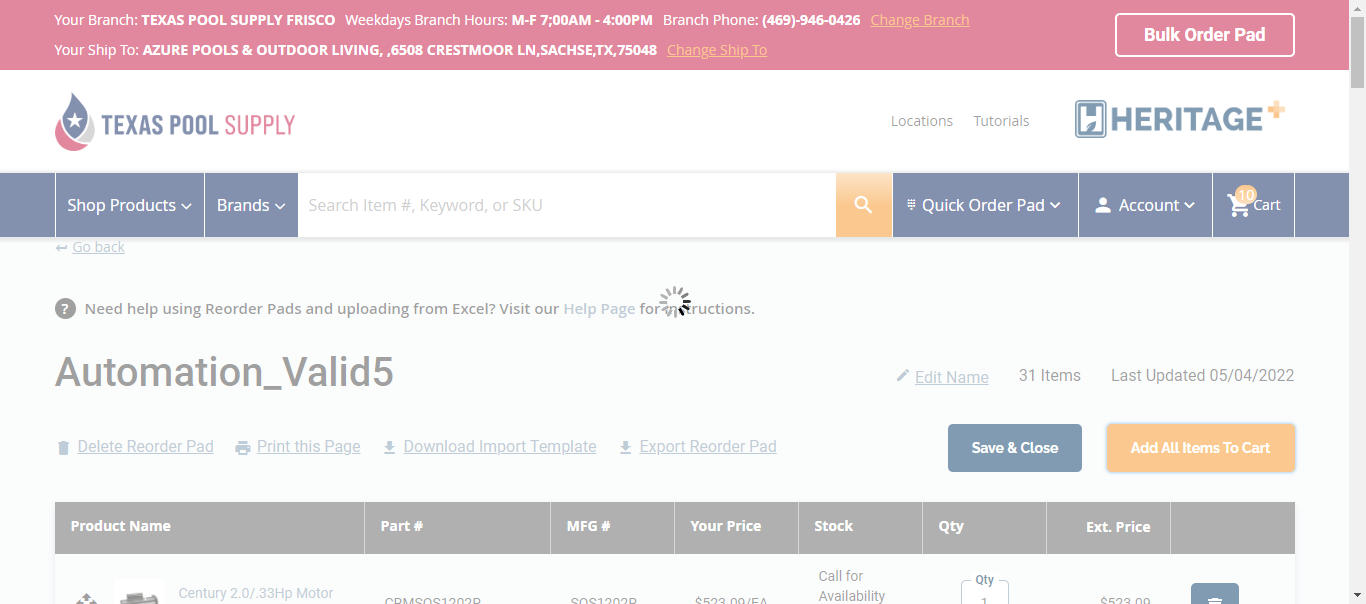 Your Branch: TEXAS POOL SUPPLY FRISCO Weekdays Branch Hours: M-F 7;00AM - 4:00PM Branch Phone: (469)-946-0426 Change Branch
Your Ship To: AZURE POOLS & OUTDOOR LIVING, ,6508 CRESTMOOR LN,SACHSE,TX,75048 Change Ship To
Bulk Order Pad
TEXAS POOL SUPPLY
Locations Tutorials
HERITAGE+
Shop Products Brands Search Item #, Keyword, or SKU Quick Order Pad Account 10 Cart
Go back
? Need help using Reorder Pads and uploading from Excel? Visit our Help Page for instructions.
Automation_Valid5
Edit Name 31 Items Last Updated 05/04/2022
Delete Reorder Pad Print this Page Download Import Template Export Reorder Pad
Save & Close Add All Items To Cart
Product Name Part # MFG # Your Price Stock Qty Ext. Price
Century 2.0/.33Hp Motor
Call for
Availability
Qty
1
$523.09/EA
$523.09